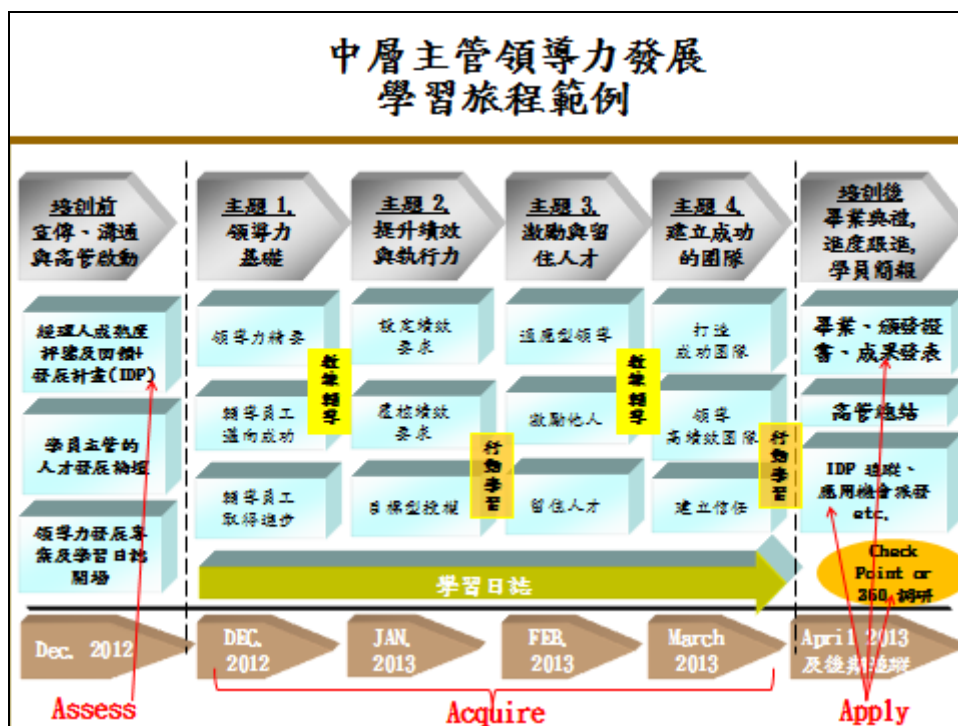 中層主管領導力發展
學習旅程範例
培訓前
宣傳、溝通
與高管啟動
主題 1.
領導力
基礎
主題 2.
提升績效
與執行力
主題 3.
激勵與留
住人才
主題 4.
建立成功
的團隊
培訓後
畢業典禮,
進度跟進,
學員簡報
經理人成熟度
評鑑及回饋+
發展計畫(IDP)
學員主管的
人才發展論壇
領導力發展專
案及學習日誌
開場
領導力精要
輔導員工
邁向成功
輔導員工
取得進步
教練輔導
設定績效
要求
處核績效
要求
目標型授權
行動學習
適應型領導
激勵他人
留住人才
教練輔導
打造
成功團隊
領導
高績效團隊
建立信任
行動學習
畢業、頒發證
書、成果發表
高管總結
IDP 追蹤、
應用機會派發
etc.
Check
Point or
360 調研
學習日誌
Dec. 2012
DEC.
2012
JAN.
2013
FEB.
2013
March
2013
April 2013
及後期追蹤
Assess
Acquire
Apply